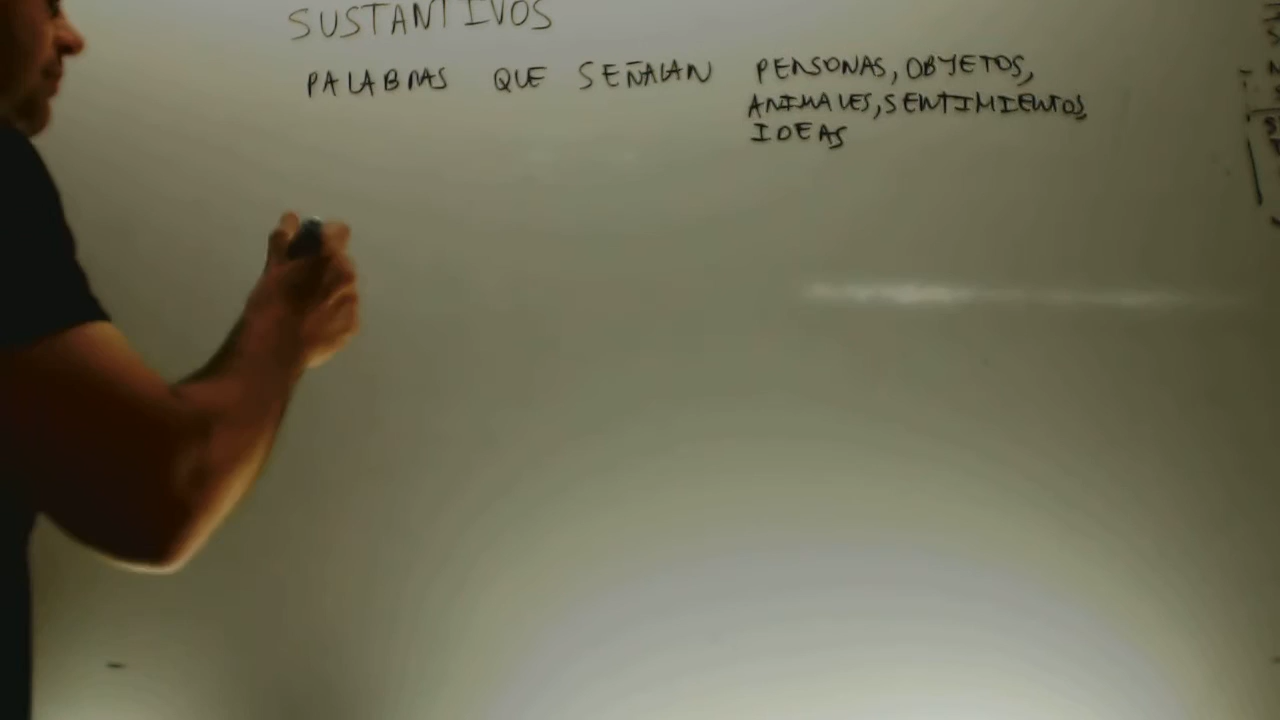 SUSTANTIVOS
PALABRAS QUE SEÑALAN PERSONAS, OBJETOS,
ANIMALES, SENTIMIENTOS,
IDEAS